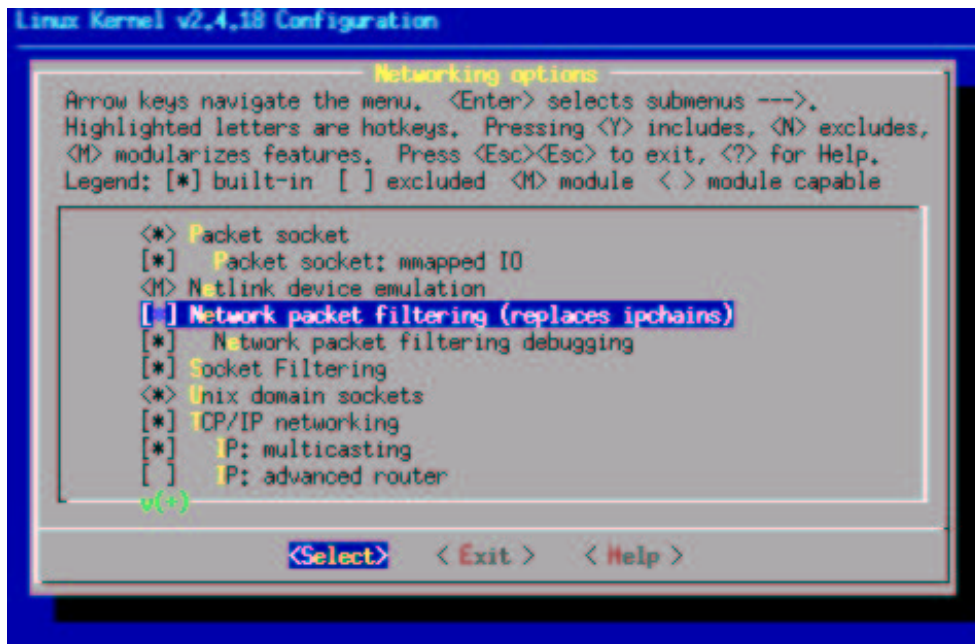 Linux Kernel v2.4.18 Configuration
Networking options
Arrow keys navigate the menu. <Enter> selects submenus --->.
Highlighted letters are hotkeys. Pressing <Y> includes, <N> excludes,
<M> modularizes features. Press <Esc><Esc> to exit, <?> for Help.
Legend: [*] built-in [ ] excluded <M> module < > module capable
<*> Packet socket
[*] Packet socket: mmapped IO
<M> Netlink device emulation
[*] Network packet filtering (replaces ipchains)
[*] Network packet filtering debugging
[*] Socket Filtering
<*> Unix domain sockets
[*] TCP/IP networking
[*] IP: multicasting
[ ] IP: advanced router
v(+)
<Select> < Exit > < Help >